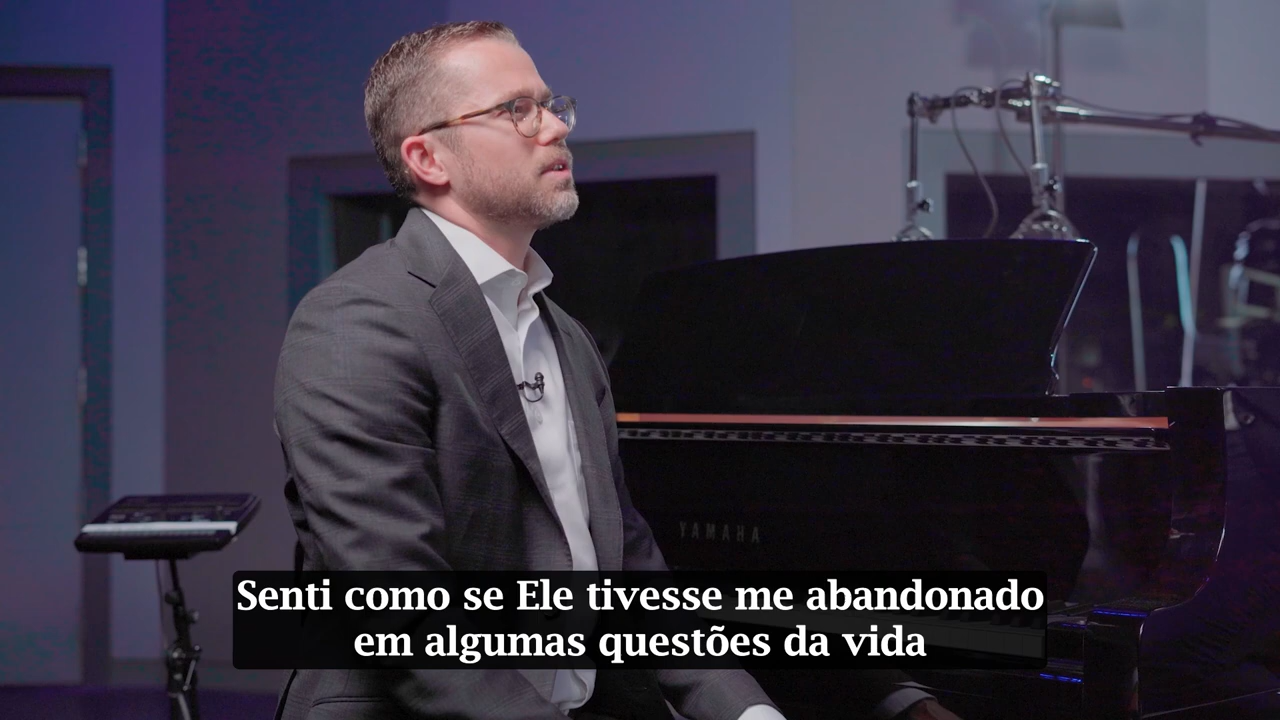 YAMAHA
Senti como se Ele tivesse me abandonado
em algumas questões da vida